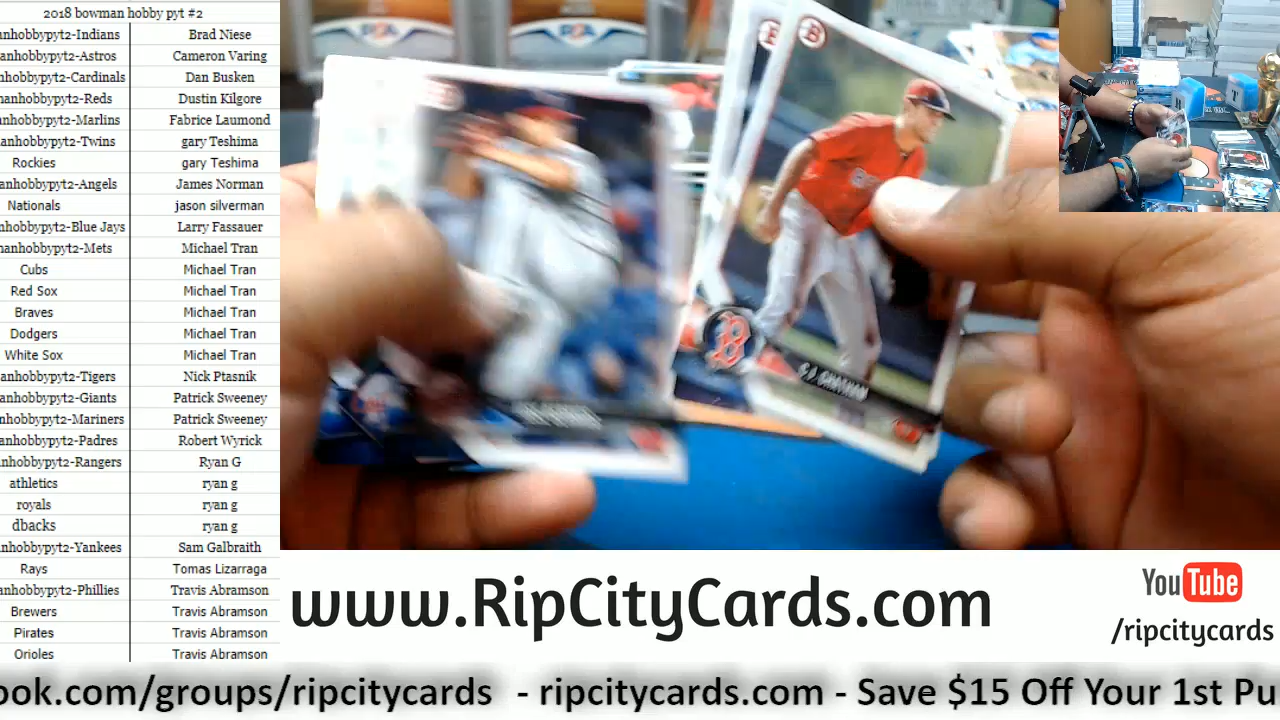 2018 bowman hobby pyt #2
anhobbypyt2-Indians Brad Niese
anhobbypyt2-Astros Cameron Varing
anhobbypyt2-Cardinals Dan Busken
manhobbypyt2-Reds Dustin Kilgore
anhobbypyt2-Marlins Fabrice Laumond
anhobbypyt2-Twins gary Teshima
Rockies gary Teshima
anhobbypyt2-Angels James Norman
Nationals jason silverman
nhobbypyt2-Blue Jays Larry Fassauer
manhobbypyt2-Mets Michael Tran
Cubs Michael Tran
Red Sox Michael Tran
Braves Michael Tran
Dodgers Michael Tran
White Sox Michael Tran
anhobbypyt2-Tigers Nick Ptasnik
anhobbypyt2-Giants Patrick Sweeney
nhobbypyt2-Mariners Patrick Sweeney
anhobbypyt2-Padres Robert Wyrick
nhobbypyt2-Rangers Ryan G
athletics ryan g
royals ryan g
dbacks ryan g
nhobbypyt2-Yankees Sam Galbraith
Rays Tomas Lizarraga
anhobbypyt2-Phillies Travis Abramson
Brewers Travis Abramson
Pirates Travis Abramson
Orioles Travis Abramson
B
B
C.J. CHATHAM
www.RipCityCards.com
YouTube
/ripcitycards
ook.com/groups/ripcitycards - ripcitycards.com - Save $15 Off Your 1st Pu